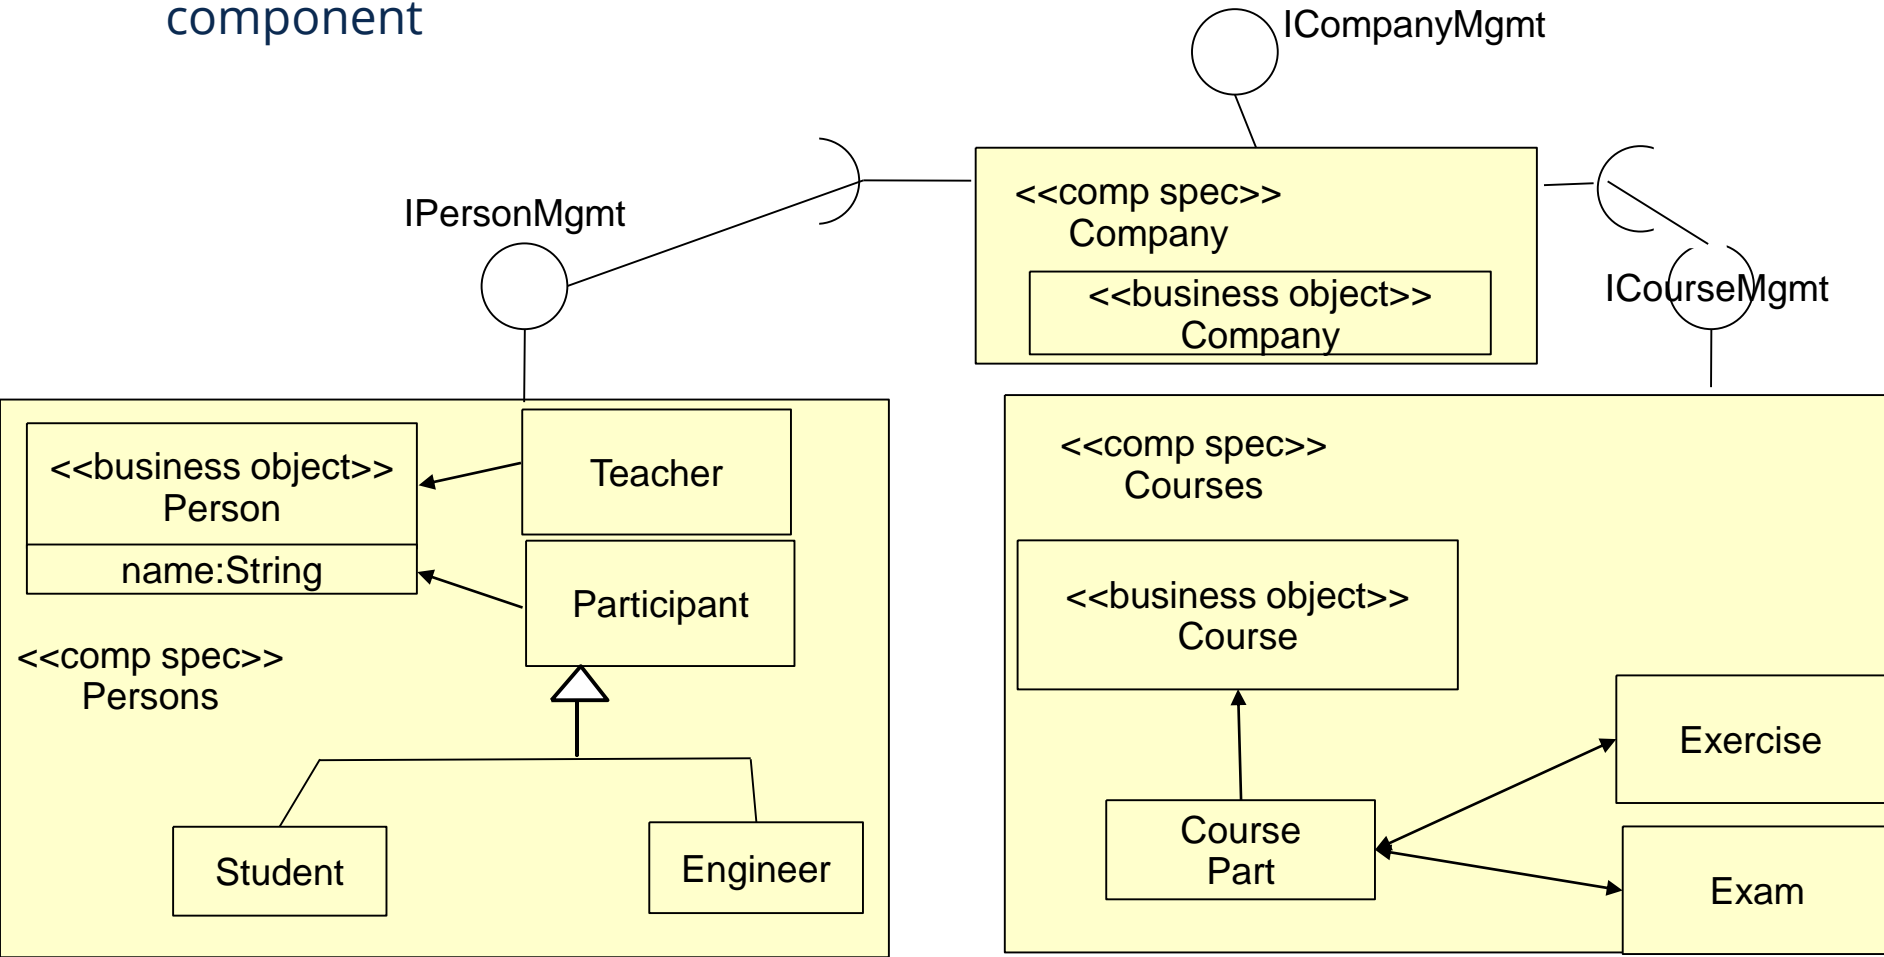 component
ICompanyMgmt
<<comp spec>>
Company
<<business object>>
Company
IPersonMgmt
ICourseMgmt
<<business object>>
Person
name:String
Teacher
Participant
<<comp spec>>
Persons
Student
Engineer
<<comp spec>>
Courses
<<business object>>
Course
Course
Part
Exercise
Exam